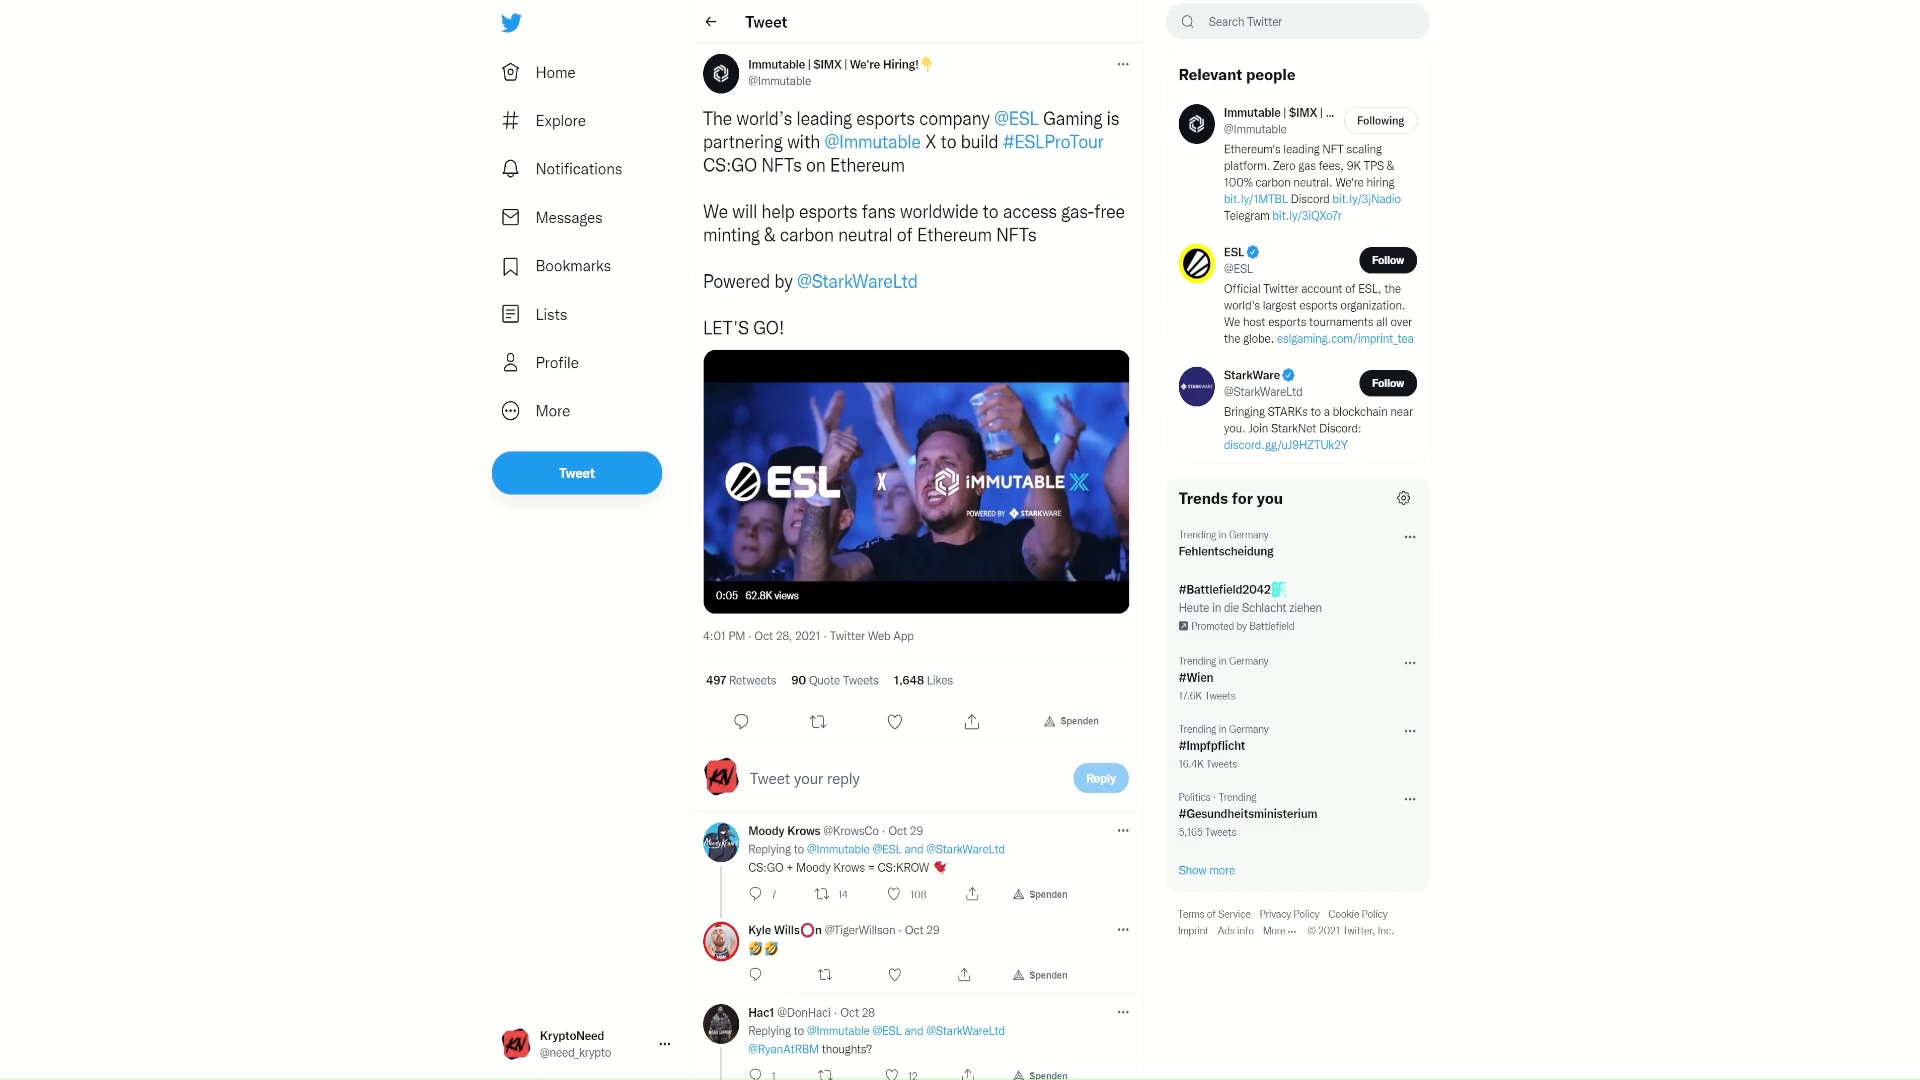 Home
Explore
Notifications
Messages
Bookmarks
Lists
Profile
More
Tweet
KryptoNeed
@need_krypto
Tweet
Immutable | $IMX | We're Hiring!👇
@Immutable
The world's leading esports company @ESL Gaming is
partnering with @Immutable X to build #ESLProTour
CS:GO NFTs on Ethereum
We will help esports fans worldwide to access gas-free
minting & carbon neutral of Ethereum NFTs
Powered by @StarkWareLtd
LET'S GO!
ESL X iMMUTABLE X
POWERED BY STARKWARE
0:05 62.8K views
4:01 PM · Oct 28, 2021 · Twitter Web App
497 Retweets 90 Quote Tweets 1,648 Likes
Spenden
KN
Tweet your reply
Reply
Moody Krows @KrowsCo · Oct 29
Replying to @Immutable @ESL and @StarkWareLtd
CS:GO + Moody Krows = CS:KROW
7 14 108 Spenden
Kyle Wills⭕n @TigerWillson · Oct 29
🤣🤣
Spenden
Hac1 @DonHaci · Oct 28
Replying to @Immutable @ESL and @StarkWareLtd
@RyanAtRBM thoughts?
1 12 Spenden
Search Twitter
Relevant people
Immutable | $IMX | ...
@Immutable
Following
Ethereum's leading NFT scaling
platform. Zero gas fees, 9K TPS &
100% carbon neutral. We're hiring
bit.ly/1MTBL Discord bit.ly/3jNadio
Telegram bit.ly/3iQXo7r
ESL
@ESL
Follow
Official Twitter account of ESL, the
world's largest esports organization.
We host esports tournaments all over
the globe. eslgaming.com/imprint_tea
StarkWare
@StarkWareLtd
Follow
Bringing STARKs to a blockchain near
you. Join StarkNet Discord:
discord.gg/uJ9HZTUk2Y
Trends for you
Trending in Germany
Fehlentscheidung
#Battlefield2042
Heute in die Schlacht ziehen
Promoted by Battlefield
Trending in Germany
#Wien
17.6K Tweets
Trending in Germany
#Impfpflicht
16.4K Tweets
Politics · Trending
#Gesundheitsministerium
5,165 Tweets
Show more
Terms of Service Privacy Policy Cookie Policy
Imprint Ads info More ··· © 2021 Twitter, Inc.